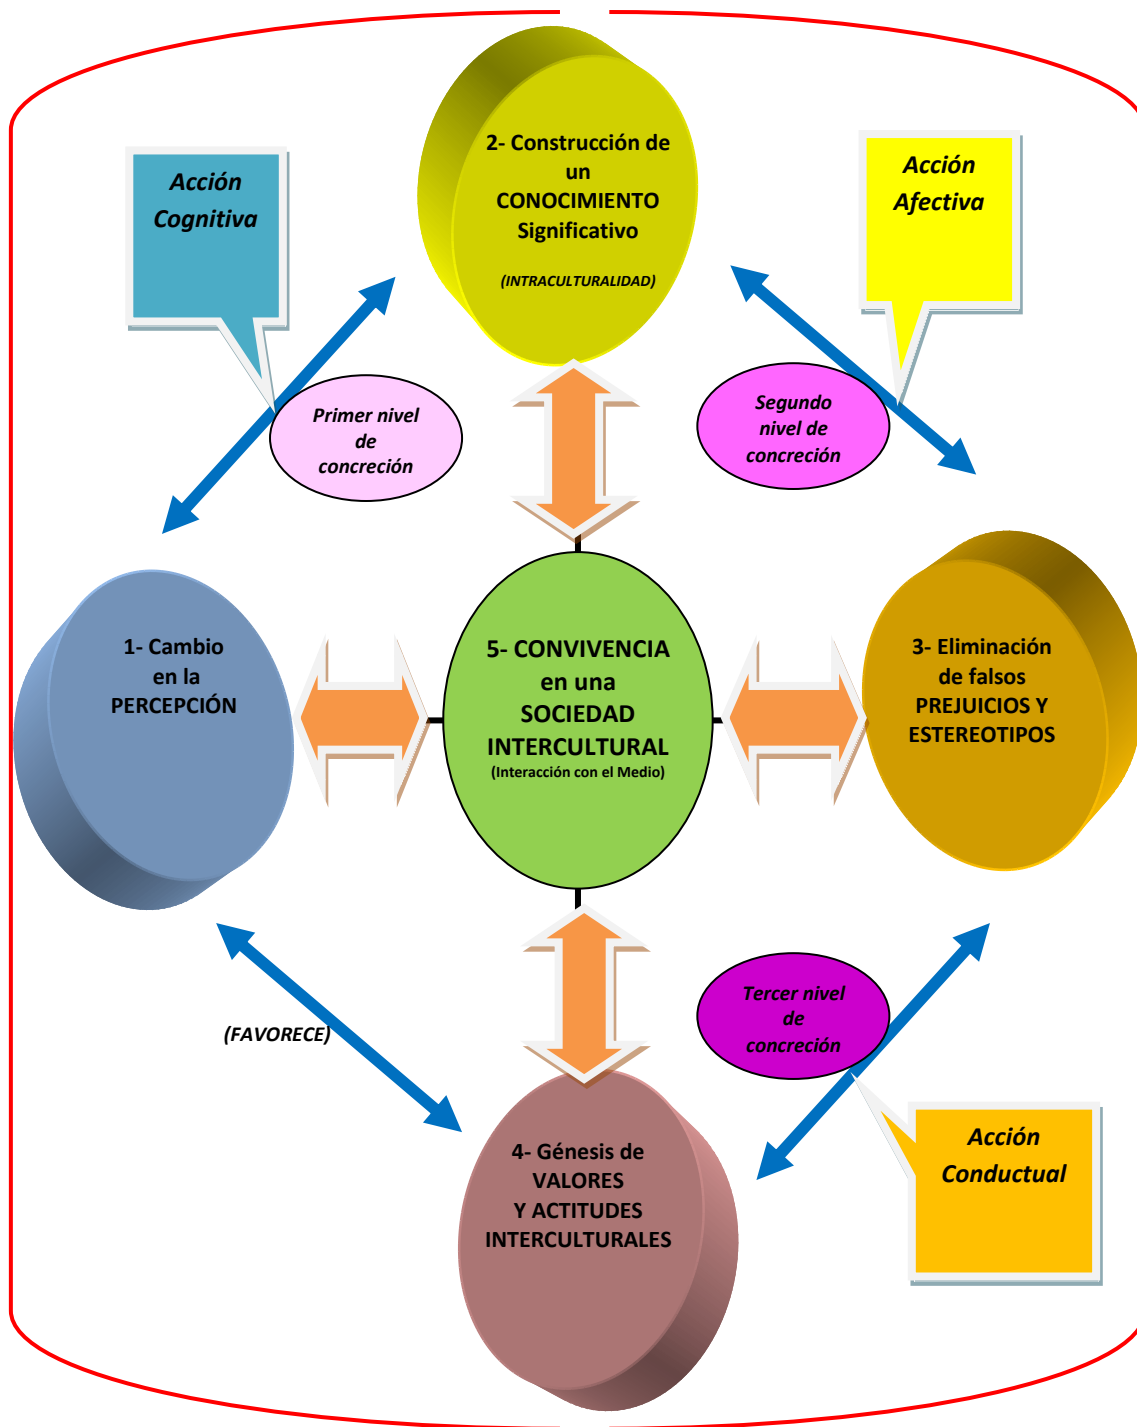 2- Construcción de
un
CONOCIMIENTO
Significativo
(INTRACULTURALIDAD)
Acción
Cognitiva
Acción
Afectiva
Primer nivel
de
concreción
Segundo
nivel de
concreción
1- Cambio
en la
PERCEPCIÓN
5- CONVIVENCIA
en una
SOCIEDAD
INTERCULTURAL
(Interacción con el Medio)
3- Eliminación
de falsos
PREJUICIOS Y
ESTEREOTIPOS
(FAVORECE)
Tercer nivel
de
concreción
4- Génesis de
VALORES
Y ACTITUDES
INTERCULTURALES
Acción
Conductual